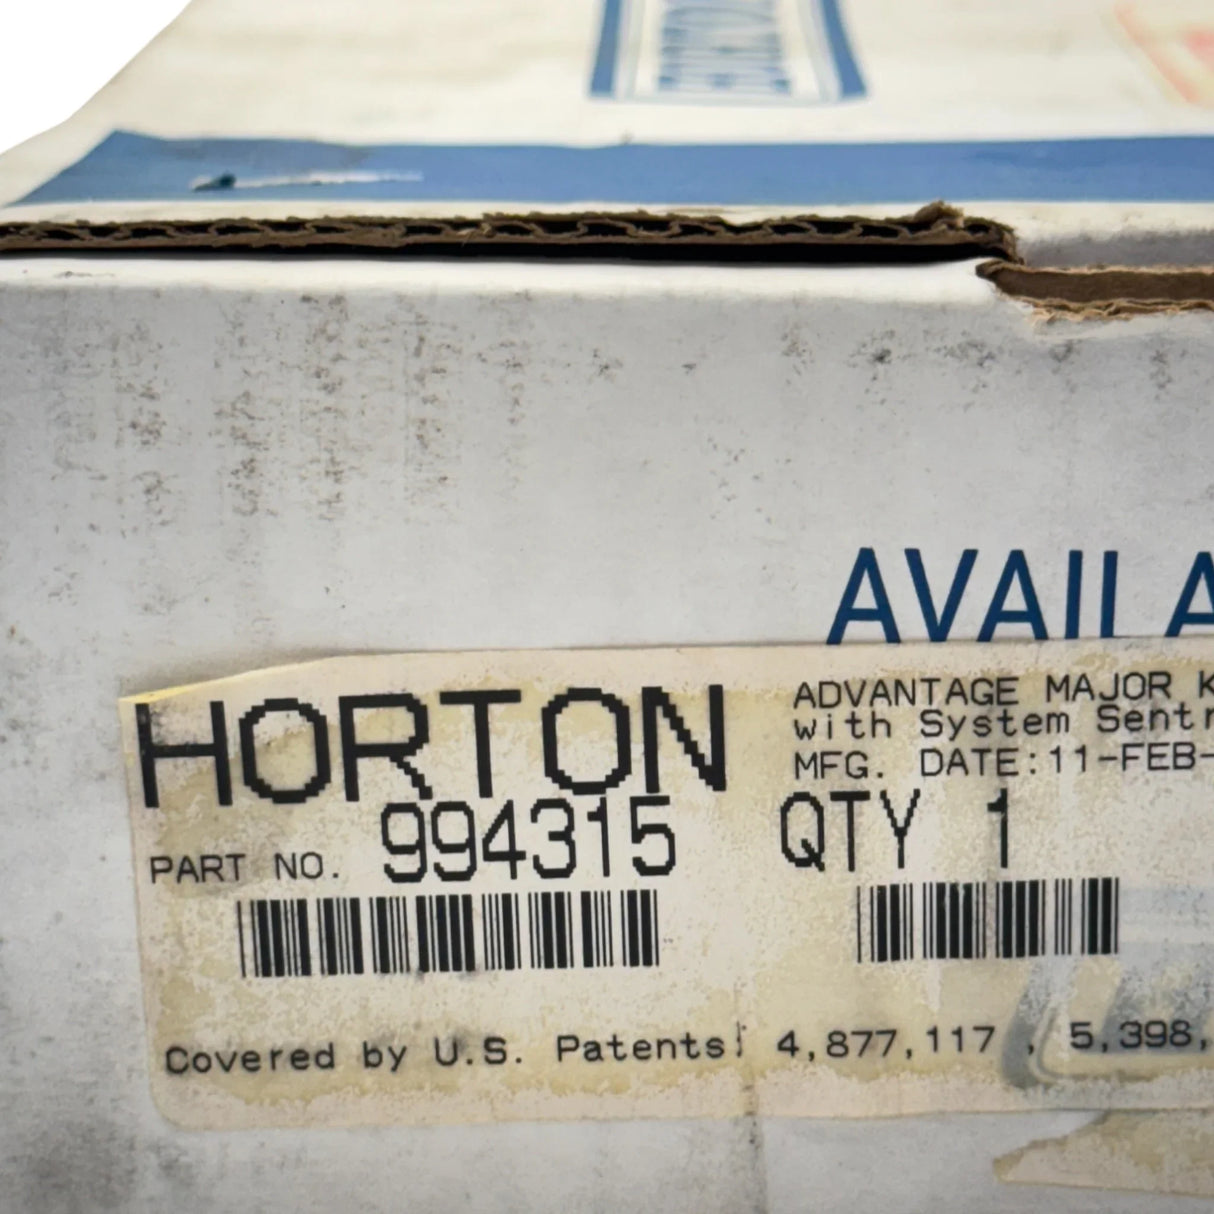 AVAILA
HORTON
ADVANTAGE MAJOR K
with System Sentr
MFG. DATE:11-FEB-
PART NO. 994315
QTY 1
Covered by U.S. Patents: 4,877,117 , 5,398,